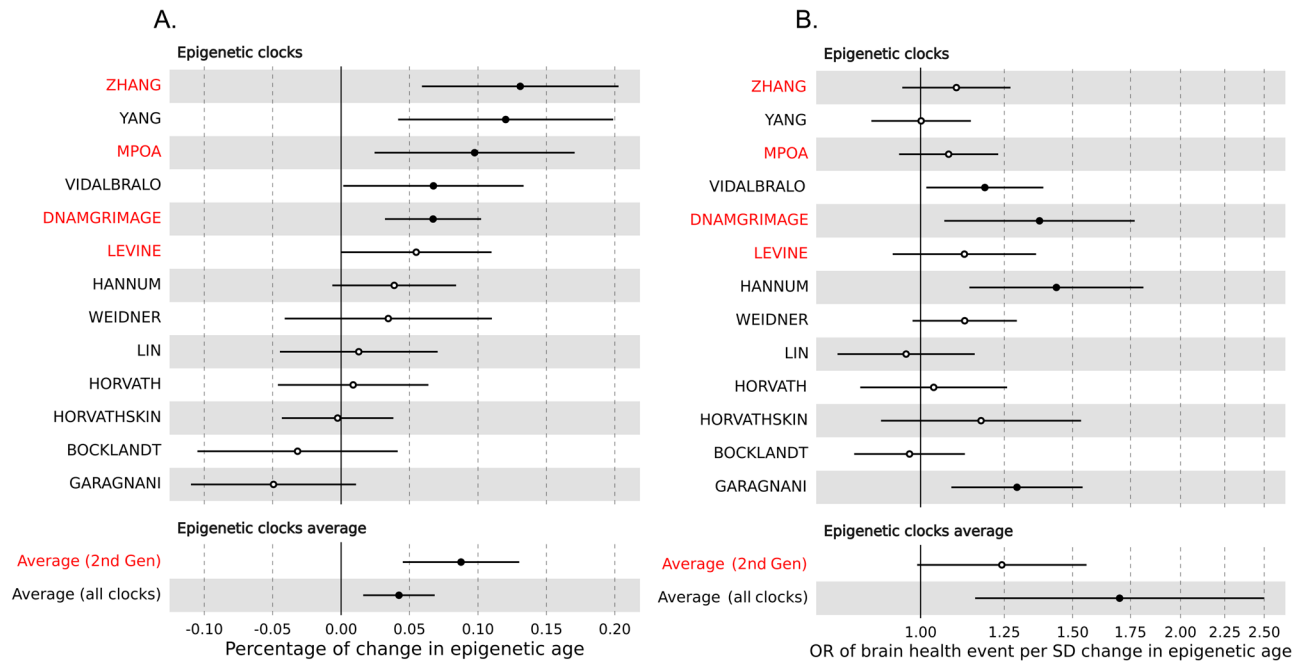 A.
Epigenetic clocks
ZHANG
YANG
MPOA
VIDALBRALO
DNAMGRIMAGE
LEVINE
HANNUM
WEIDNER
LIN
HORVATH
HORVATHSKIN
BOCKLANDT
GARAGNANI
Epigenetic clocks average
Average (2nd Gen)
Average (all clocks)
-0.10 -0.05 0.00 0.05 0.10 0.15 0.20
Percentage of change in epigenetic age
B.
Epigenetic clocks
ZHANG
YANG
MPOA
VIDALBRALO
DNAMGRIMAGE
LEVINE
HANNUM
WEIDNER
LIN
HORVATH
HORVATHSKIN
BOCKLANDT
GARAGNANI
Epigenetic clocks average
Average (2nd Gen)
Average (all clocks)
1.00 1.25 1.50 1.75 2.00 2.25 2.50
OR of brain health event per SD change in epigenetic age